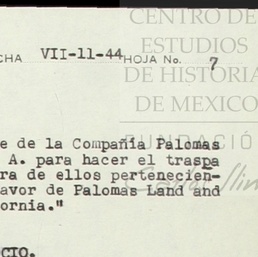 CENTRO DE
ESTUDIOS
DE HISTORIA
DE MEXICO
FUNDACIÓ
CHA VII-11-44 HOJA No. 7
e de la Compañía Palomas
A. para hacer el traspa
ra de ellos pertenecien-
avor de Palomas Land and
ornia."
CIO.